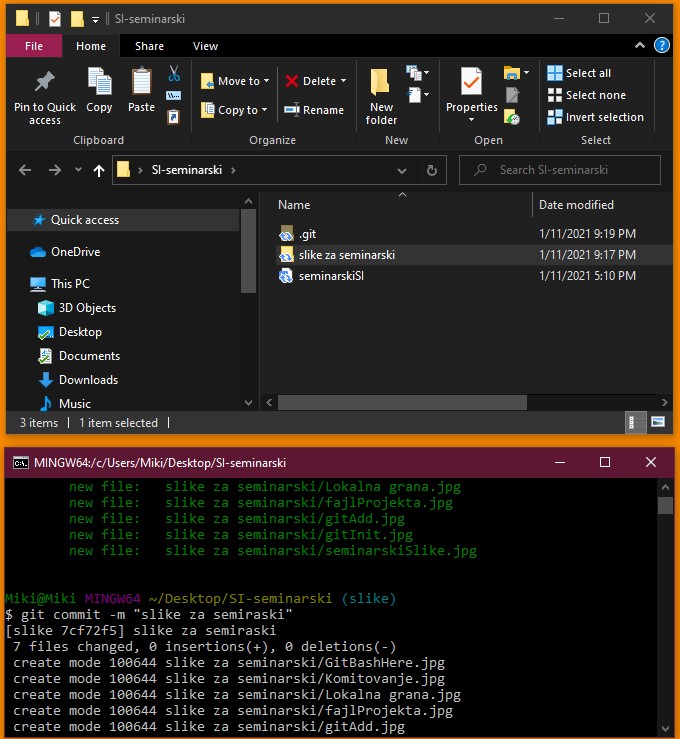 SI-seminarski
File Home Share View
Pin to Quick access
Copy
Paste
Move to
Copy to
Delete
Rename
New folder
Properties
Select all
Select none
Invert selection
Clipboard Organize New Open Select
SI-seminarski
Search SI-seminarski
Quick access
OneDrive
This PC
3D Objects
Desktop
Documents
Downloads
Music
Name Date modified
.git 1/11/2021 9:19 PM
slike za seminarski 1/11/2021 9:17 PM
seminarskiSI 1/11/2021 5:10 PM
3 items 1 item selected
MINGW64:/c/Users/Miki/Desktop/SI-seminarski
new file: slike za seminarski/Lokalna grana.jpg
new file: slike za seminarski/fajlProjekta.jpg
new file: slike za seminarski/gitAdd.jpg
new file: slike za seminarski/gitInit.jpg
new file: slike za seminarski/seminarskiSlike.jpg
Miki@Miki MINGW64 ~/Desktop/SI-seminarski (slike)
$ git commit -m "slike za semiraski"
[slike 7cf72f5] slike za semiraski
7 files changed, 0 insertions(+), 0 deletions(-)
create mode 100644 slike za seminarski/GitBashHere.jpg
create mode 100644 slike za seminarski/Komitovanje.jpg
create mode 100644 slike za seminarski/Lokalna grana.jpg
create mode 100644 slike za seminarski/fajlProjekta.jpg
create mode 100644 slike za seminarski/gitAdd.jpg